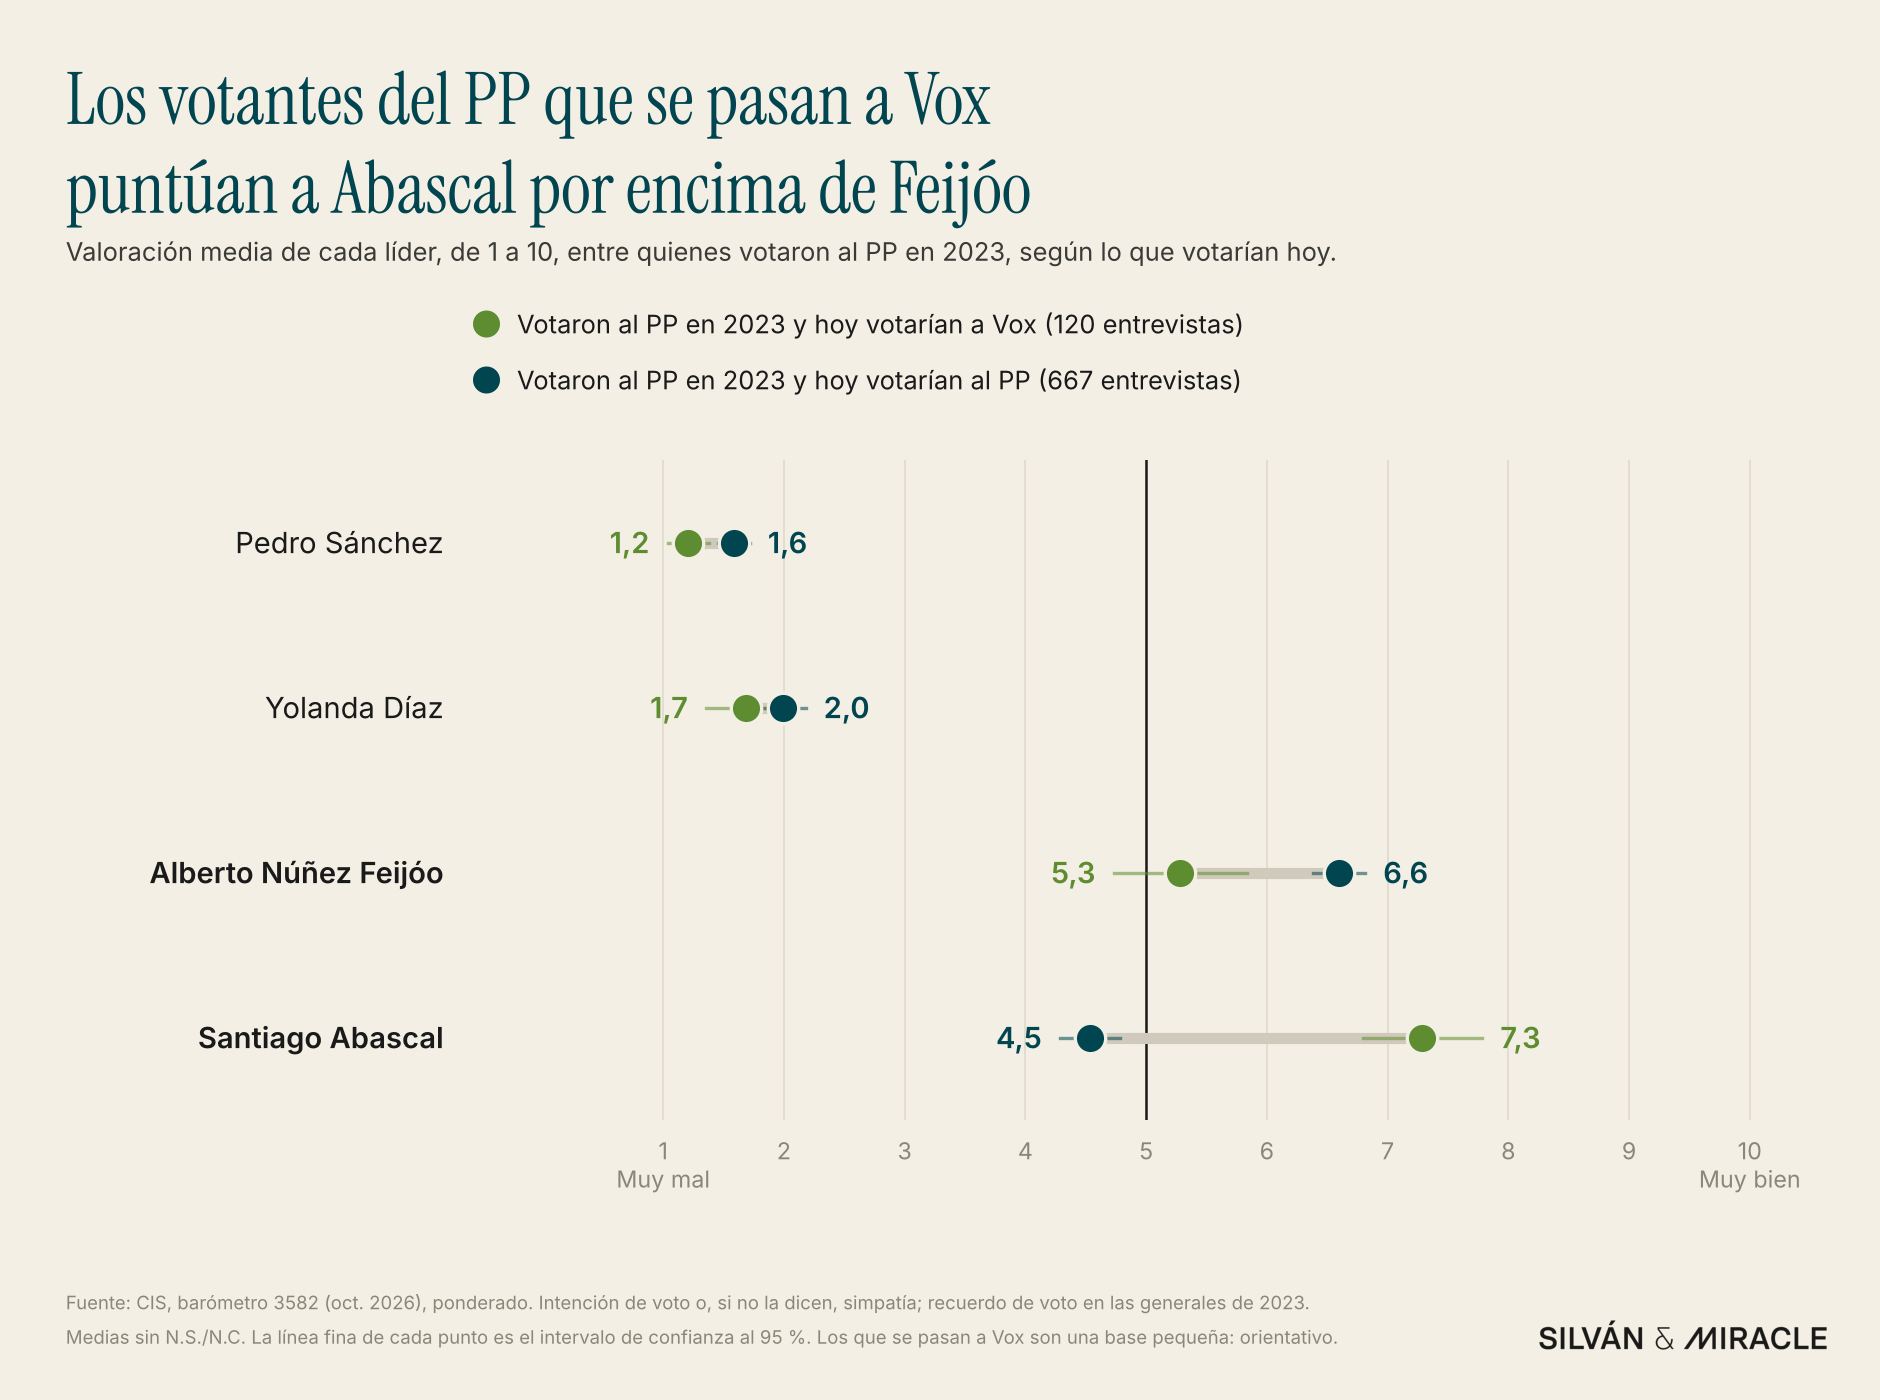 Los votantes del PP que se pasan a Vox
puntúan a Abascal por encima de Feijóo
Valoración media de cada líder, de 1 a 10, entre quienes votaron al PP en 2023, según lo que votarían hoy.
Votaron al PP en 2023 y hoy votarían a Vox (120 entrevistas)
Votaron al PP en 2023 y hoy votarían al PP (667 entrevistas)
Pedro Sánchez 1,2 1,6
Yolanda Díaz 1,7 2,0
Alberto Núñez Feijóo 5,3 6,6
Santiago Abascal 4,5 7,3
1 2 3 4 5 6 7 8 9 10
Muy mal Muy bien
Fuente: CIS, barómetro 3582 (oct. 2026), ponderado. Intención de voto o, si no la dicen, simpatía; recuerdo de voto en las generales de 2023.
Medias sin N.S./N.C. La línea fina de cada punto es el intervalo de confianza al 95 %. Los que se pasan a Vox son una base pequeña: orientativo.
SILVÁN & MIRACLE